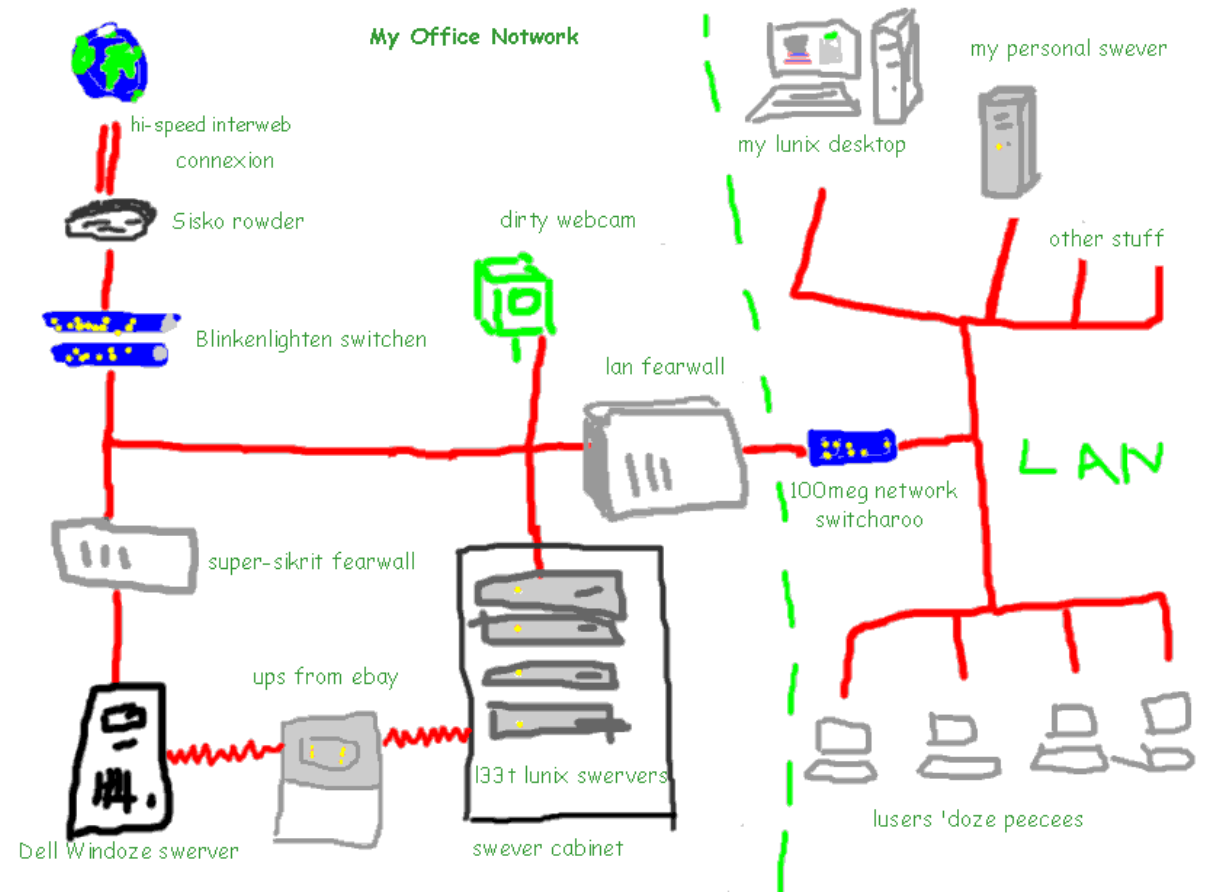 My Office Notwork
hi-speed interweb
connexion
Sisko rowder
Blinkenlighten switchen
dirty webcam
lan fearwall
super-sikrit fearwall
ups from ebay
Dell Windoze swerver
l33t lunix swervers
swever cabinet
my lunix desktop
my personal swever
other stuff
100meg network
switcharoo
LAN
lusers 'doze peecees